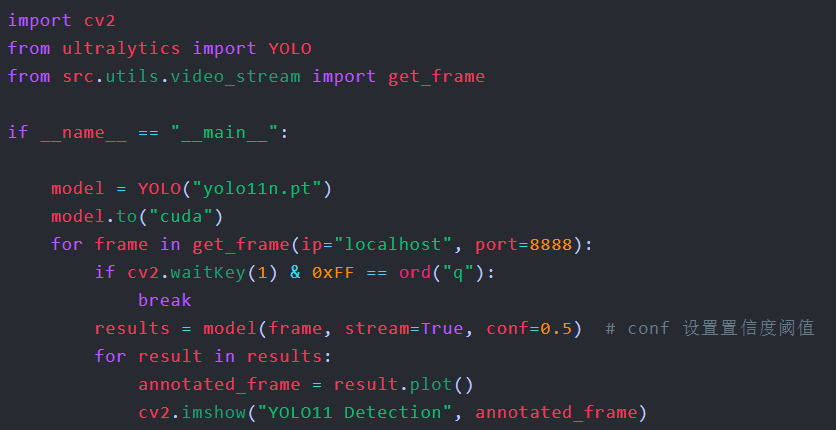 import cv2
from ultralytics import YOLO
from src.utils.video_stream import get_frame

if __name__ == "__main__":

    model = YOLO("yolo11n.pt")
    model.to("cuda")
    for frame in get_frame(ip="localhost", port=8888):
        if cv2.waitKey(1) & 0xFF == ord("q"):
            break
        results = model(frame, stream=True, conf=0.5)  # conf 设置置信度阈值
        for result in results:
            annotated_frame = result.plot()
            cv2.imshow("YOLO11 Detection", annotated_frame)